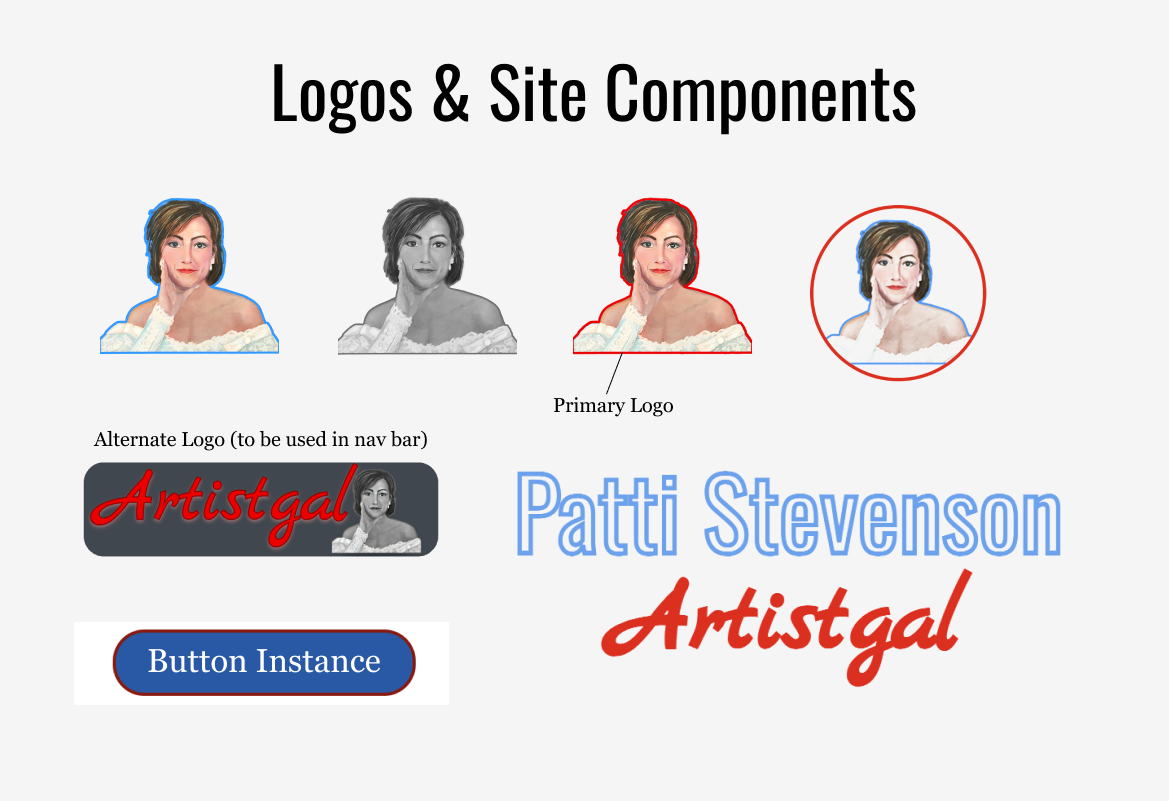 Logos & Site Components
Primary Logo
Alternate Logo (to be used in nav bar)
Artistgal
Patti Stevenson
Artistgal
Button Instance